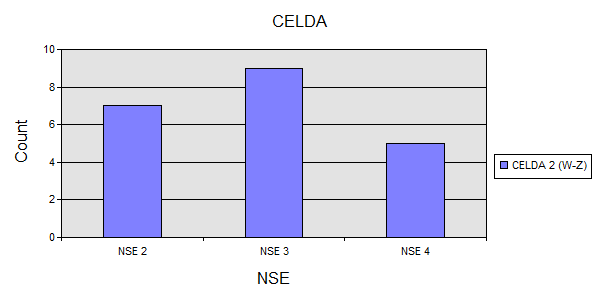 CELDA
10
8
6
4
2
0
Count
NSE 2
NSE 3
NSE 4
NSE
CELDA 2 (W-Z)